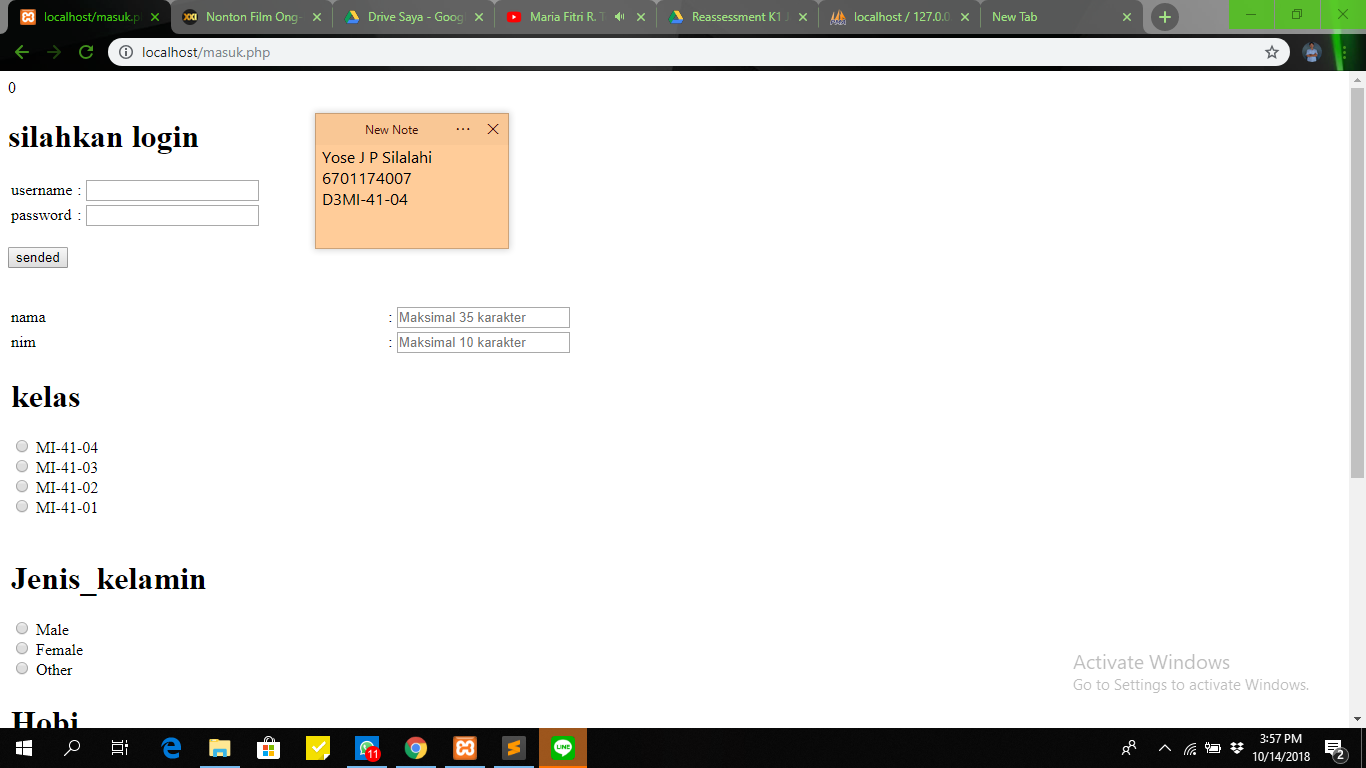 localhost/masuk.p
Nonton Film Ong-
Drive Saya - Goog
Maria Fitri R. T
Reassessment K1 J
localhost / 127.0.0
New Tab
localhost/masuk.php
0
silahkan login
username :
password :
sended
New Note
Yose J P Silalahi
6701174007
D3MI-41-04
nama : Maksimal 35 karakter
nim : Maksimal 10 karakter
kelas
MI-41-04
MI-41-03
MI-41-02
MI-41-01
Jenis_kelamin
Male
Female
Other
Hobi
Activate Windows
Go to Settings to activate Windows.
11
LINE
3:57 PM
10/14/2018
2